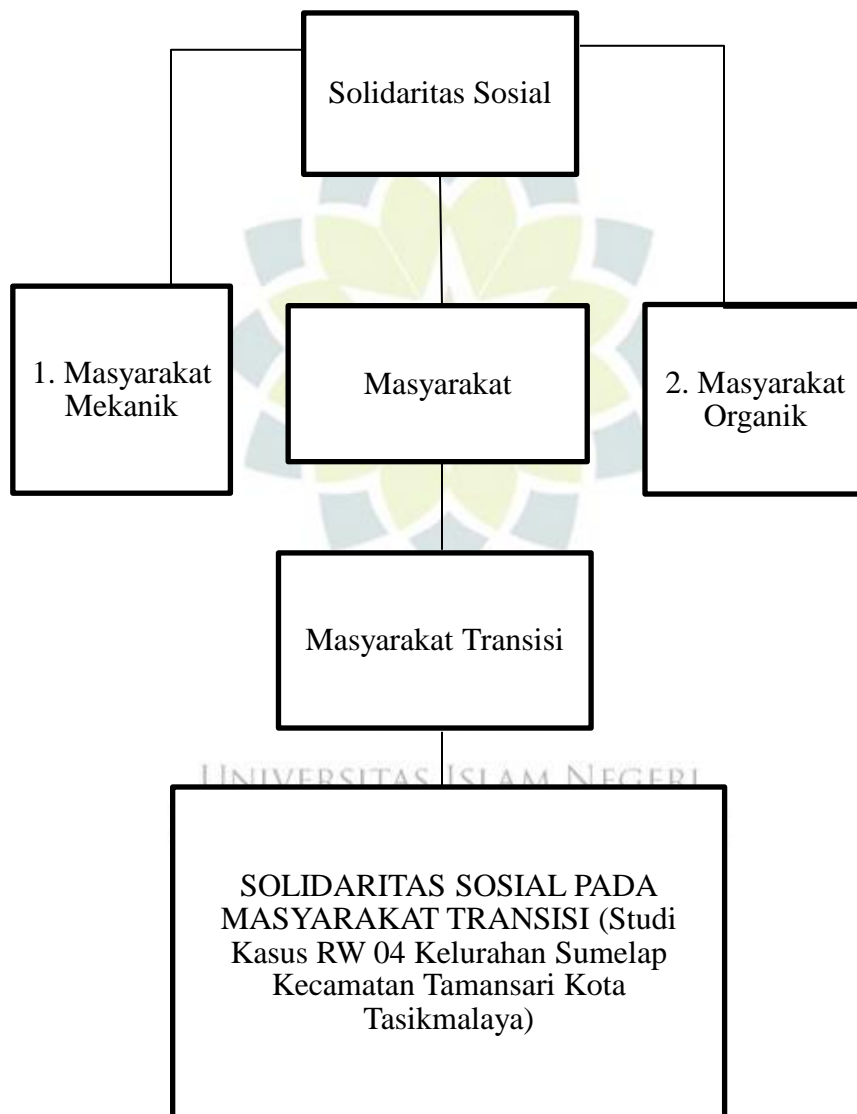 Solidaritas Sosial
1. Masyarakat
Mekanik
Masyarakat
2. Masyarakat
Organik
Masyarakat Transisi
UNIVERSITAS ISLAM NEGERI
SOLIDARITAS SOSIAL PADA
MASYARAKAT TRANSISI (Studi
Kasus RW 04 Kelurahan Sumelap
Kecamatan Tamansari Kota
Tasikmalaya)